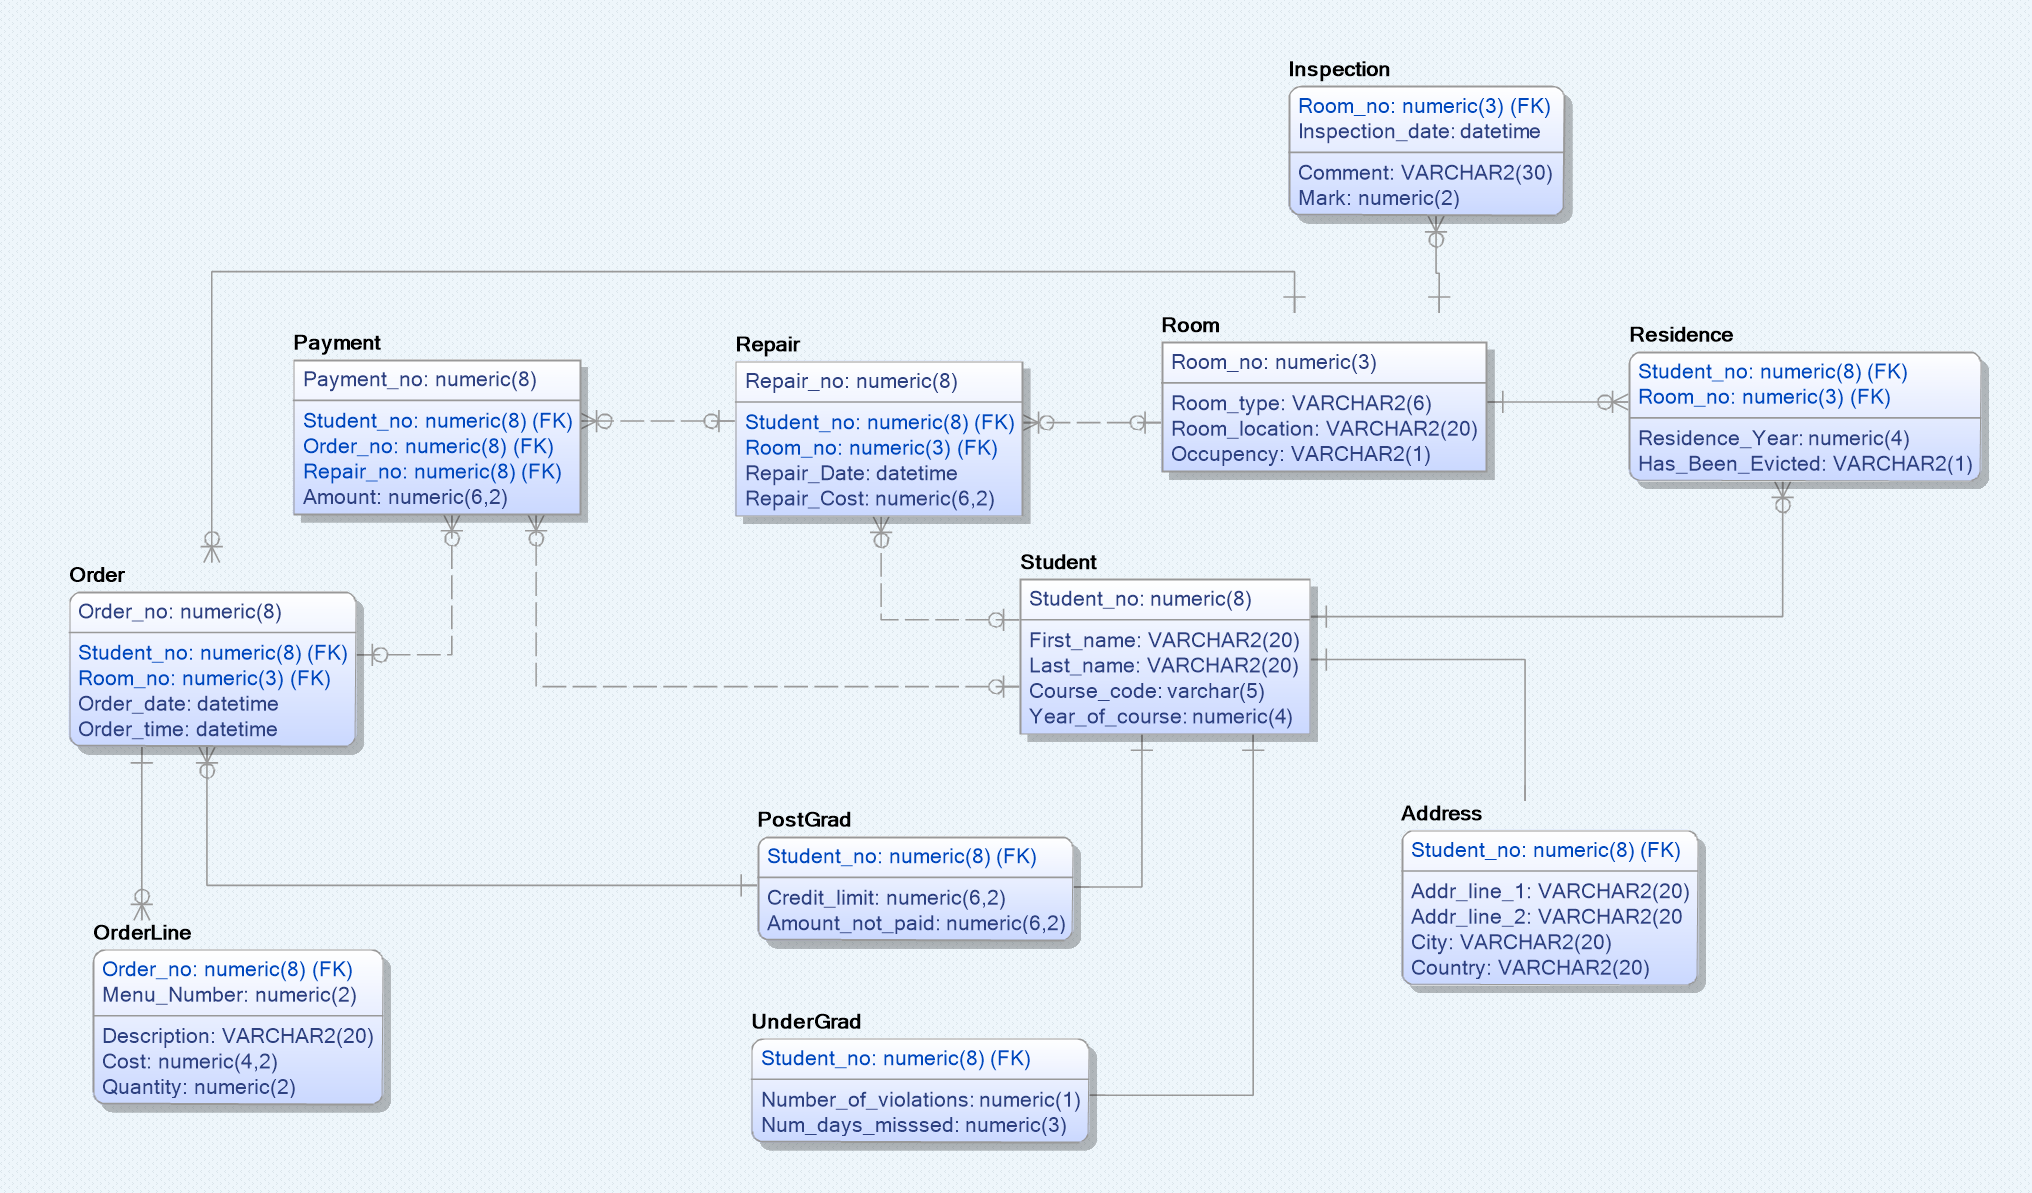 Inspection
Room_no: numeric(3) (FK)
Inspection_date: datetime
Comment: VARCHAR2(30)
Mark: numeric(2)
Payment
Payment_no: numeric(8)
Student_no: numeric(8) (FK)
Order_no: numeric(8) (FK)
Repair_no: numeric(8) (FK)
Amount: numeric(6,2)
Repair
Repair_no: numeric(8)
Student_no: numeric(8) (FK)
Room_no: numeric(3) (FK)
Repair_Date: datetime
Repair_Cost: numeric(6,2)
Room
Room_no: numeric(3)
Room_type: VARCHAR2(6)
Room_location: VARCHAR2(20)
Occupency: VARCHAR2(1)
Residence
Student_no: numeric(8) (FK)
Room_no: numeric(3) (FK)
Residence_Year: numeric(4)
Has_Been_Evicted: VARCHAR2(1)
Order
Order_no: numeric(8)
Student_no: numeric(8) (FK)
Room_no: numeric(3) (FK)
Order_date: datetime
Order_time: datetime
Student
Student_no: numeric(8)
First_name: VARCHAR2(20)
Last_name: VARCHAR2(20)
Course_code: varchar(5)
Year_of_course: numeric(4)
PostGrad
Student_no: numeric(8) (FK)
Credit_limit: numeric(6,2)
Amount_not_paid: numeric(6,2)
Address
Student_no: numeric(8) (FK)
Addr_line_1: VARCHAR2(20)
Addr_line_2: VARCHAR2(20
City: VARCHAR2(20)
Country: VARCHAR2(20)
OrderLine
Order_no: numeric(8) (FK)
Menu_Number: numeric(2)
Description: VARCHAR2(20)
Cost: numeric(4,2)
Quantity: numeric(2)
UnderGrad
Student_no: numeric(8) (FK)
Number_of_violations: numeric(1)
Num_days_misssed: numeric(3)